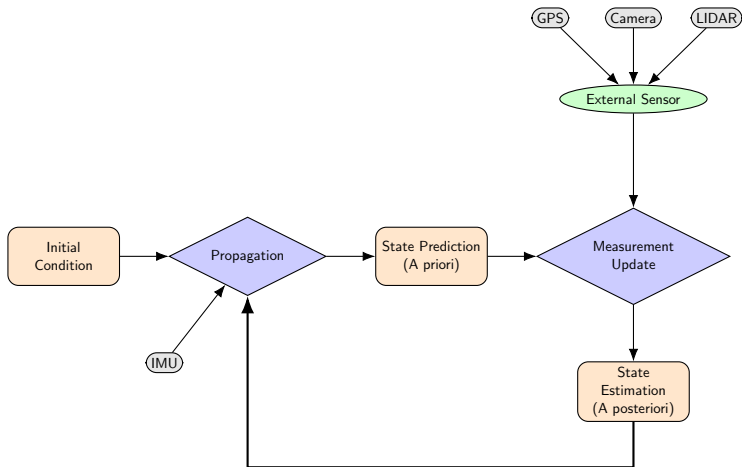 GPS
Camera
LIDAR
External Sensor
Initial
Condition
Propagation
State Prediction
(A priori)
Measurement
Update
IMU
State
Estimation
(A posteriori)